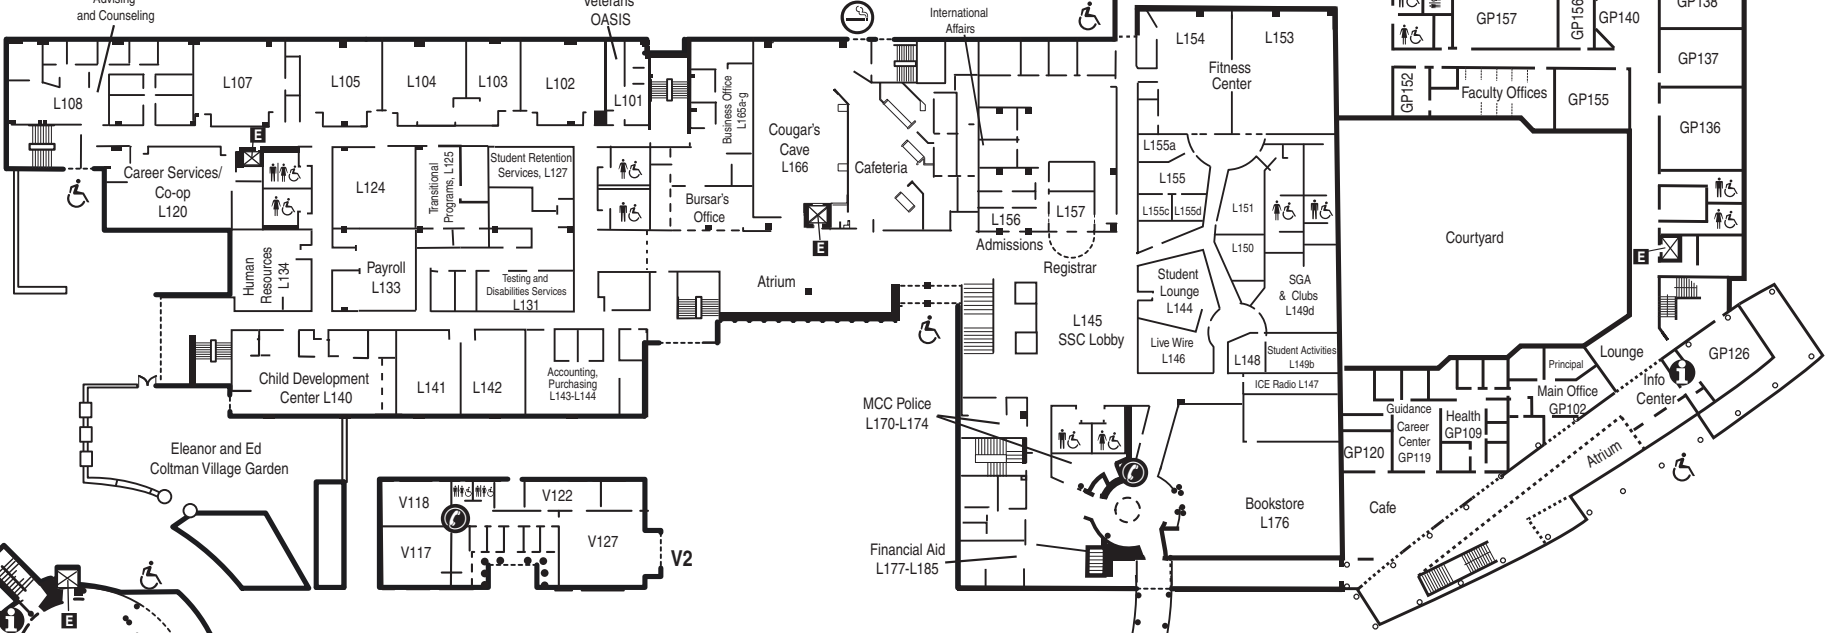 Advising
and Counseling
Veterans
OASIS
International
Affairs
L154
L153
Fitness
Center
GP157
GP156
GP140
GP138
GP137
GP136
GP152
Faculty Offices
GP155
L108
L107
L105
L104
L103
L102
L101
Business Office
L165a-g
Cougar's
Cave
L166
Cafeteria
E
Career Services/
Co-op
L120
L124
Transitional
Programs, L125
Student Retention
Services, L127
Bursar's
Office
E
L156
L157
Admissions
Registrar
L155a
L155
L155c
L155d
L151
L150
Courtyard
E
Human
Resources
L134
Payroll
L133
Testing and
Disabilities Services
L131
Atrium
Student
Lounge
L144
SGA
& Clubs
L149d
L145
SSC Lobby
Live Wire
L146
L148
Student Activities
L149b
ICE Radio L147
Child Development
Center L140
L141
L142
Accounting,
Purchasing
L143-L144
Principal
Main Office
GP102
Lounge
Info
Center
i
GP126
Guidance
Career
Center
GP119
Health
GP109
GP120
Atrium
Cafe
MCC Police
L170-L174
Bookstore
L176
Financial Aid
L177-L185
Eleanor and Ed
Coltman Village Garden
V118
V122
V117
V127
V2
E
i